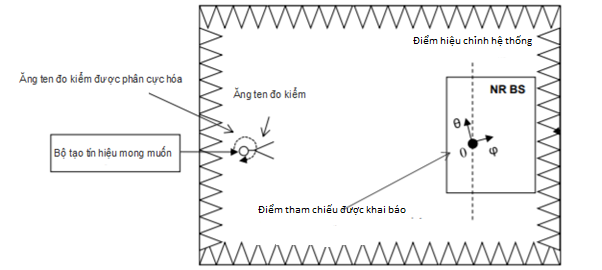 Điểm hiệu chỉnh hệ thống
Ăng ten đo kiểm được phân cực hóa
Ăng ten đo kiểm
NR BS
θ
Bộ tạo tín hiệu mong muốn
0
φ
Điểm tham chiếu được khai báo